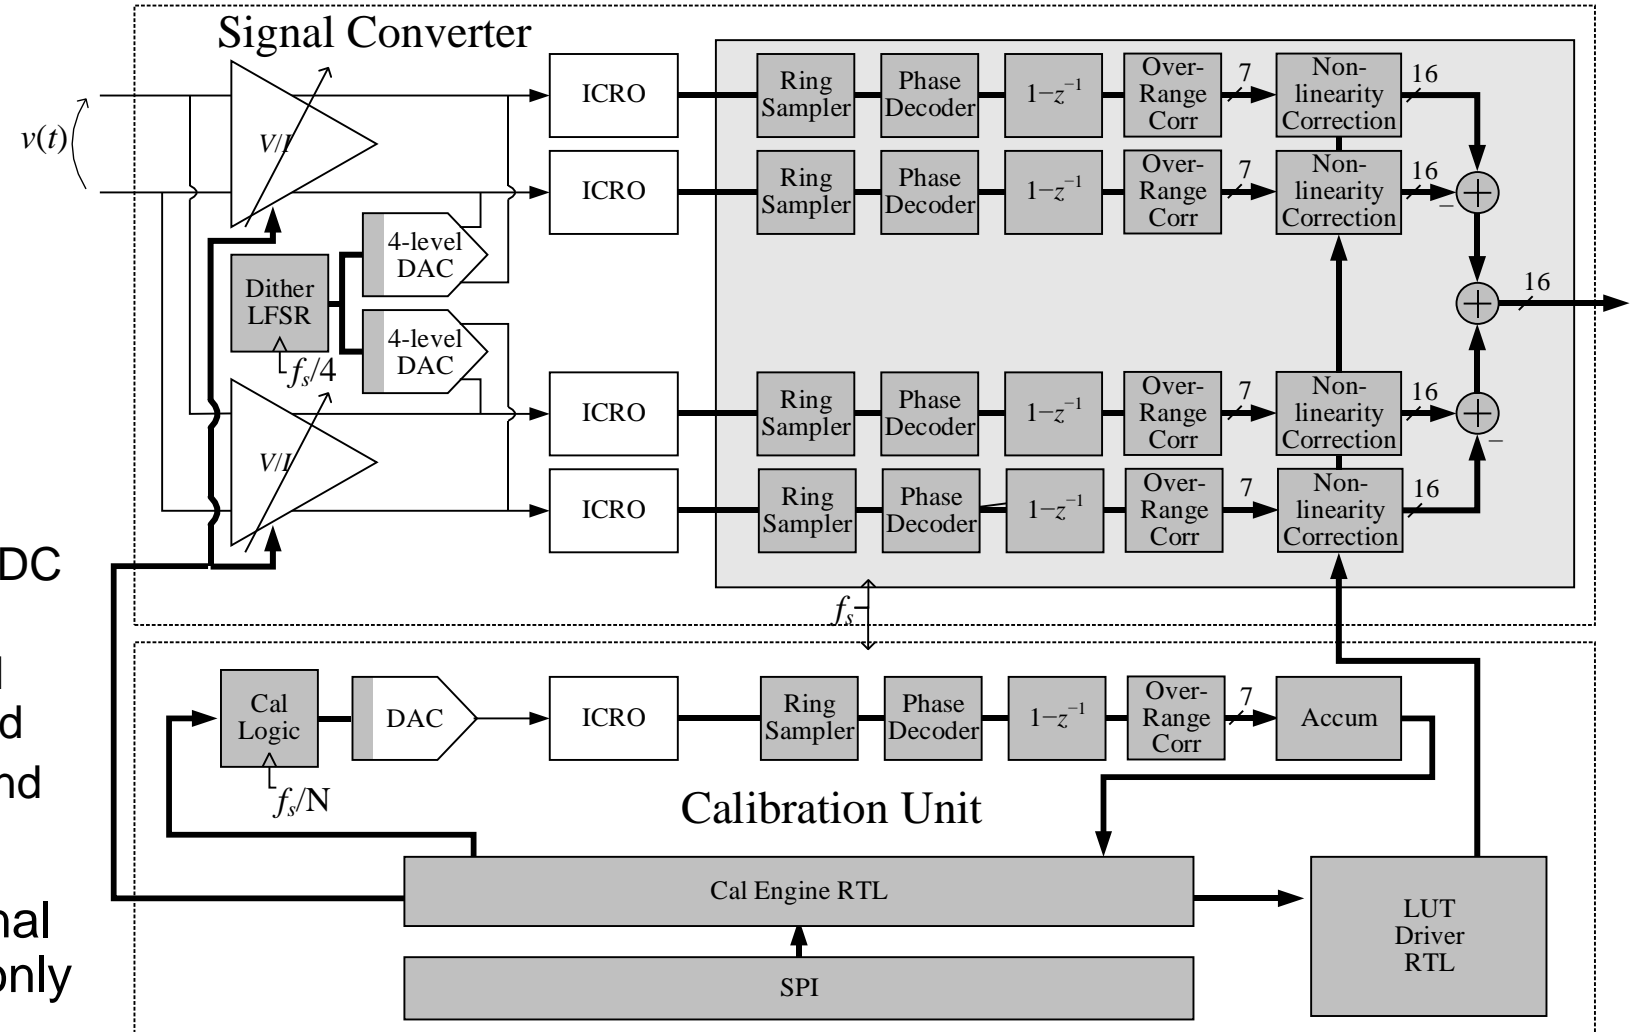 Signal Converter
v(t)
V/I
ICRO
Ring
Sampler
Phase
Decoder
1−z⁻¹
Over-
Range
Corr
7
Non-
linearity
Correction
16
ICRO
Ring
Sampler
Phase
Decoder
1−z⁻¹
Over-
Range
Corr
7
Non-
linearity
Correction
16
+
−
4-level
DAC
Dither
LFSR
fs/4
4-level
DAC
+
16
V/I
ICRO
Ring
Sampler
Phase
Decoder
1−z⁻¹
Over-
Range
Corr
7
Non-
linearity
Correction
16
+
−
ICRO
Ring
Sampler
Phase
Decoder
1−z⁻¹
Over-
Range
Corr
7
Non-
linearity
Correction
16
fs
DC
d
nd
nal
only
Cal
Logic
fs/N
DAC
ICRO
Ring
Sampler
Phase
Decoder
1−z⁻¹
Over-
Range
Corr
7
Accum
Calibration Unit
Cal Engine RTL
SPI
LUT
Driver
RTL